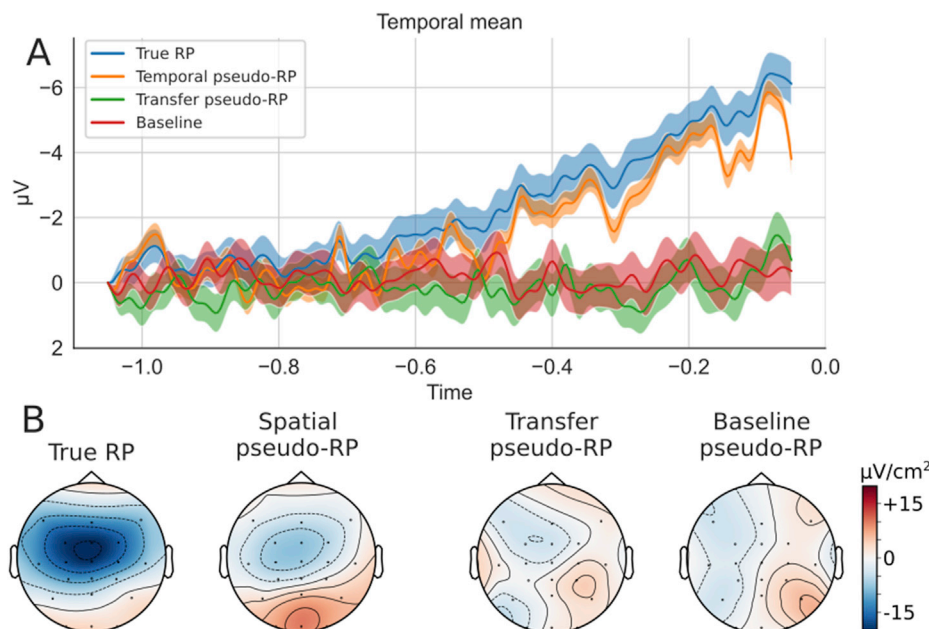 Temporal mean
A
True RP
Temporal pseudo-RP
Transfer pseudo-RP
Baseline
−6
−4
−2
0
2
μV
−1.0 −0.8 −0.6 −0.4 −0.2 0.0
Time
B
True RP
Spatial
pseudo-RP
Transfer
pseudo-RP
Baseline
pseudo-RP
μV/cm²
+15
0
-15